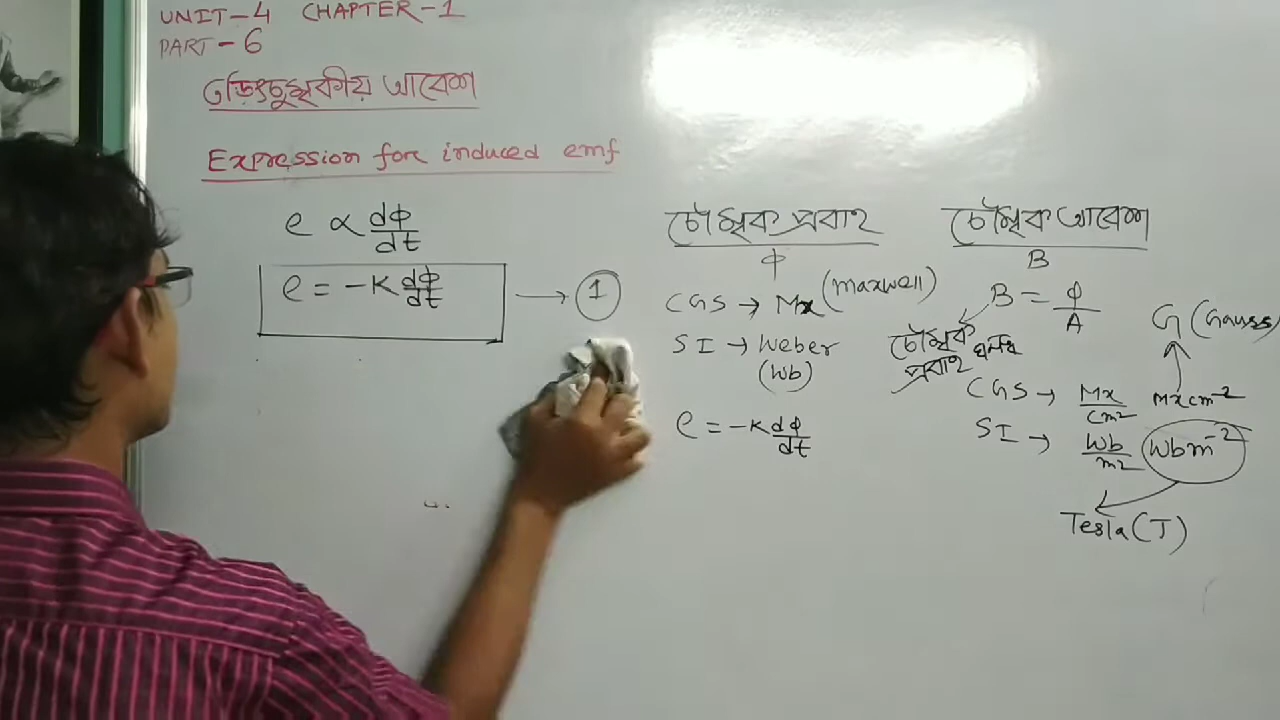 UNIT-4 CHAPTER-1
PART-6
তড়িৎচুম্বকীয় আবেশ
Expression fore induced emf
e ∝ dΦ/dt
e = -K dΦ/dt → 1
চৌম্বক প্রবাহ
Φ
CGS → Mx (maxwell)
SI → Weber
(Wb)
e = -K dΦ/dt
চৌম্বক আবেশ
B
B = Φ/A
চৌম্বক
প্রবাহ
G (Gauss)
CGS → Mx/cm² Mxcm⁻²
SI → Wb/m² Wbm⁻²
Tesla (T)